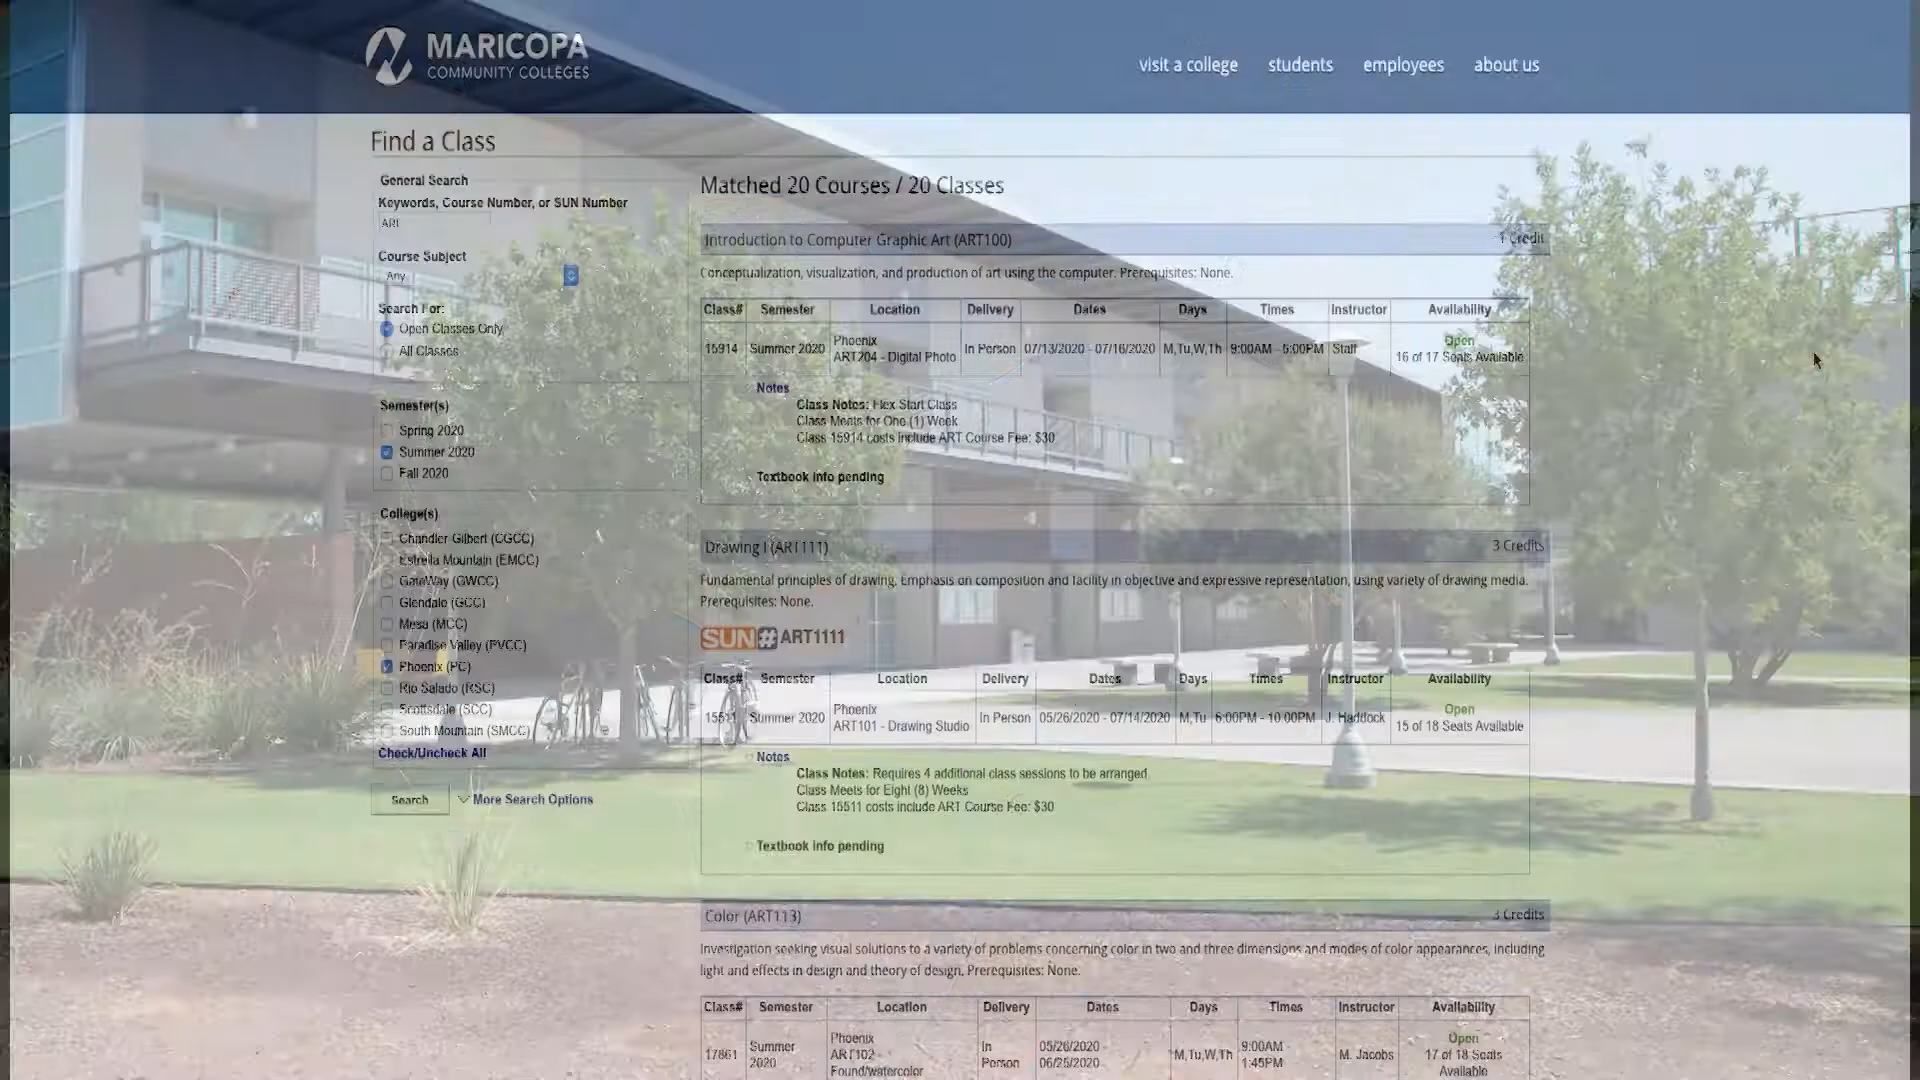 MARICOPA
COMMUNITY COLLEGES
visit a college students employees about us
Find a Class
General Search
Keywords, Course Number, or SUN Number
ART
Course Subject
Any
Search For:
Open Classes Only
All Classes
Semester(s)
Spring 2020
Summer 2020
Fall 2020
College(s)
Chandler Gilbert (CGCC)
Estrella Mountain (EMCC)
GateWay (GWCC)
Glendale (GCC)
Mesa (MCC)
Paradise Valley (PVCC)
Phoenix (PC)
Rio Salado (RSC)
Scottsdale (SCC)
South Mountain (SMCC)
Check/Uncheck All
Search More Search Options
Matched 20 Courses / 20 Classes
Introduction to Computer Graphic Art (ART100) 1 Credit
Conceptualization, visualization, and production of art using the computer. Prerequisites: None.
Class# Semester Location Delivery Dates Days Times Instructor Availability
15914 Summer 2020 Phoenix ART204 - Digital Photo In Person 07/13/2020 - 07/16/2020 M,Tu,W,Th 9:00AM - 5:00PM Staff Open 16 of 17 Seats Available
Notes
Class Notes: Flex Start Class
Class Meets for One (1) Week
Class 15914 costs include ART Course Fee: $30
Textbook info pending
Drawing I (ART111) 3 Credits
Fundamental principles of drawing. Emphasis on composition and facility in objective and expressive representation, using variety of drawing media.
Prerequisites: None.
SUN# ART1111
Class# Semester Location Delivery Dates Days Times Instructor Availability
15511 Summer 2020 Phoenix ART101 - Drawing Studio In Person 05/26/2020 - 07/14/2020 M,Tu 6:00PM - 10:00PM J. Haddock Open 15 of 18 Seats Available
Notes
Class Notes: Requires 4 additional class sessions to be arranged
Class Meets for Eight (8) Weeks
Class 15511 costs include ART Course Fee: $30
Textbook info pending
Color (ART113) 3 Credits
Investigation seeking visual solutions to a variety of problems concerning color in two and three dimensions and modes of color appearances, including
light and effects in design and theory of design. Prerequisites: None.
Class# Semester Location Delivery Dates Days Times Instructor Availability
17861 Summer 2020 Phoenix ART102 - Found/watercolor In Person 05/26/2020 - 06/25/2020 M,Tu,W,Th 9:00AM - 1:45PM M. Jacobs Open 17 of 18 Seats Available